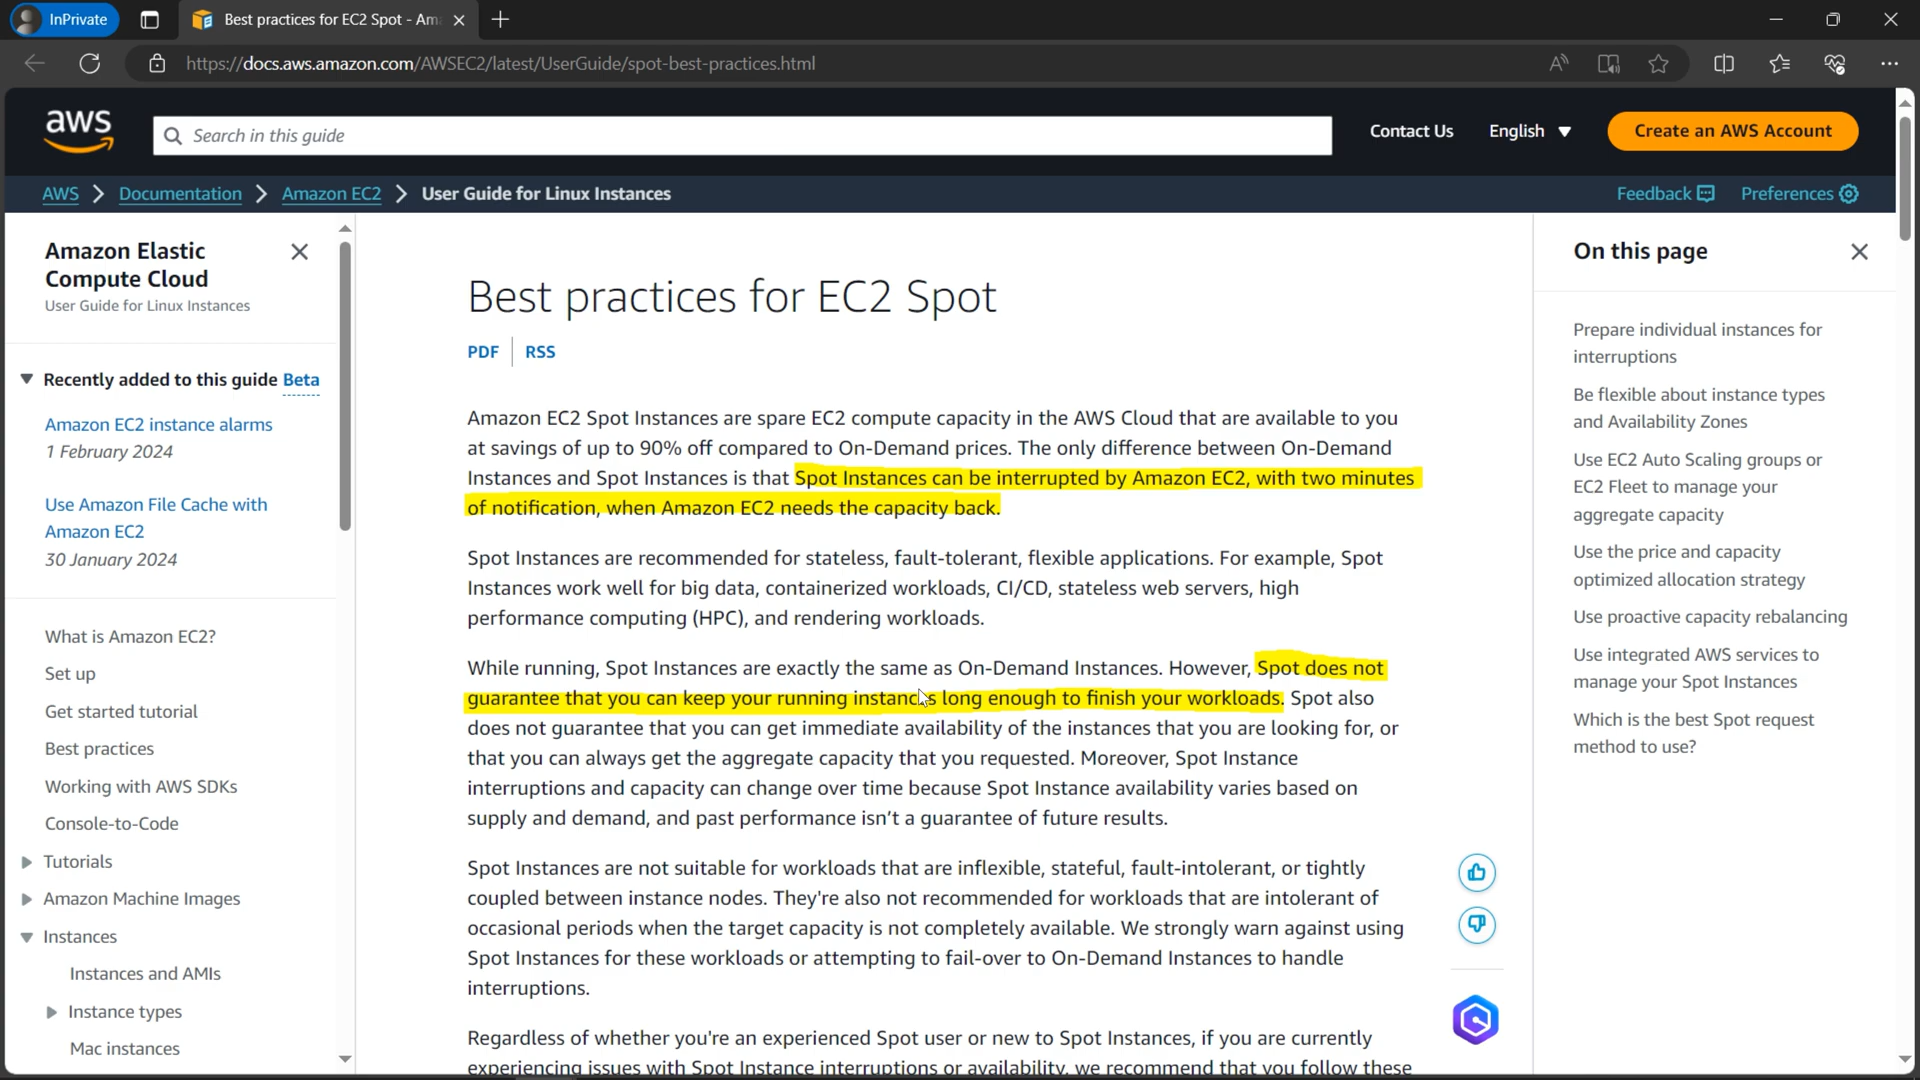 InPrivate
Best practices for EC2 Spot - Am
https://docs.aws.amazon.com/AWSEC2/latest/UserGuide/spot-best-practices.html
aws
Search in this guide
Contact Us
English
Create an AWS Account
AWS
Documentation
Amazon EC2
User Guide for Linux Instances
Feedback
Preferences
Amazon Elastic
Compute Cloud
User Guide for Linux Instances
Recently added to this guide Beta
Amazon EC2 instance alarms
1 February 2024
Use Amazon File Cache with
Amazon EC2
30 January 2024
What is Amazon EC2?
Set up
Get started tutorial
Best practices
Working with AWS SDKs
Console-to-Code
Tutorials
Amazon Machine Images
Instances
Instances and AMIs
Instance types
Mac instances
Best practices for EC2 Spot
PDF
RSS
Amazon EC2 Spot Instances are spare EC2 compute capacity in the AWS Cloud that are available to you
at savings of up to 90% off compared to On-Demand prices. The only difference between On-Demand
Instances and Spot Instances is that Spot Instances can be interrupted by Amazon EC2, with two minutes
of notification, when Amazon EC2 needs the capacity back.
Spot Instances are recommended for stateless, fault-tolerant, flexible applications. For example, Spot
Instances work well for big data, containerized workloads, CI/CD, stateless web servers, high
performance computing (HPC), and rendering workloads.
While running, Spot Instances are exactly the same as On-Demand Instances. However, Spot does not
guarantee that you can keep your running instances long enough to finish your workloads. Spot also
does not guarantee that you can get immediate availability of the instances that you are looking for, or
that you can always get the aggregate capacity that you requested. Moreover, Spot Instance
interruptions and capacity can change over time because Spot Instance availability varies based on
supply and demand, and past performance isn't a guarantee of future results.
Spot Instances are not suitable for workloads that are inflexible, stateful, fault-intolerant, or tightly
coupled between instance nodes. They're also not recommended for workloads that are intolerant of
occasional periods when the target capacity is not completely available. We strongly warn against using
Spot Instances for these workloads or attempting to fail-over to On-Demand Instances to handle
interruptions.
Regardless of whether you're an experienced Spot user or new to Spot Instances, if you are currently
experiencing issues with Spot Instance interruptions or availability, we recommend that you follow these
On this page
Prepare individual instances for
interruptions
Be flexible about instance types
and Availability Zones
Use EC2 Auto Scaling groups or
EC2 Fleet to manage your
aggregate capacity
Use the price and capacity
optimized allocation strategy
Use proactive capacity rebalancing
Use integrated AWS services to
manage your Spot Instances
Which is the best Spot request
method to use?